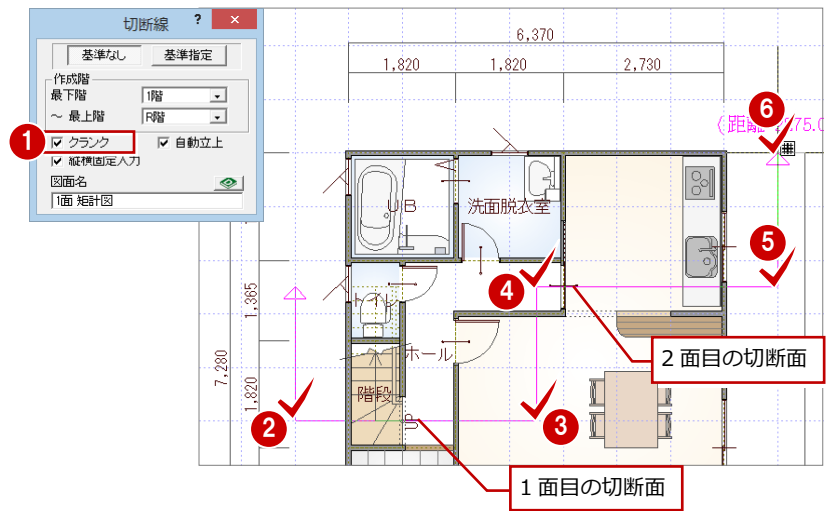 切断線
?
×
基準なし
基準指定
作成階
最下階
1階
～ 最上階
R階
1
クランク
自動立上
縦横固定入力
図面名
1面 矩計図
6,370
1,820
1,820
2,730
6
UB
洗面脱衣室
5
4
1,365
トイレ
ホール
2面目の切断面
7,280
1,820
階段
UP
2
3
1面目の切断面